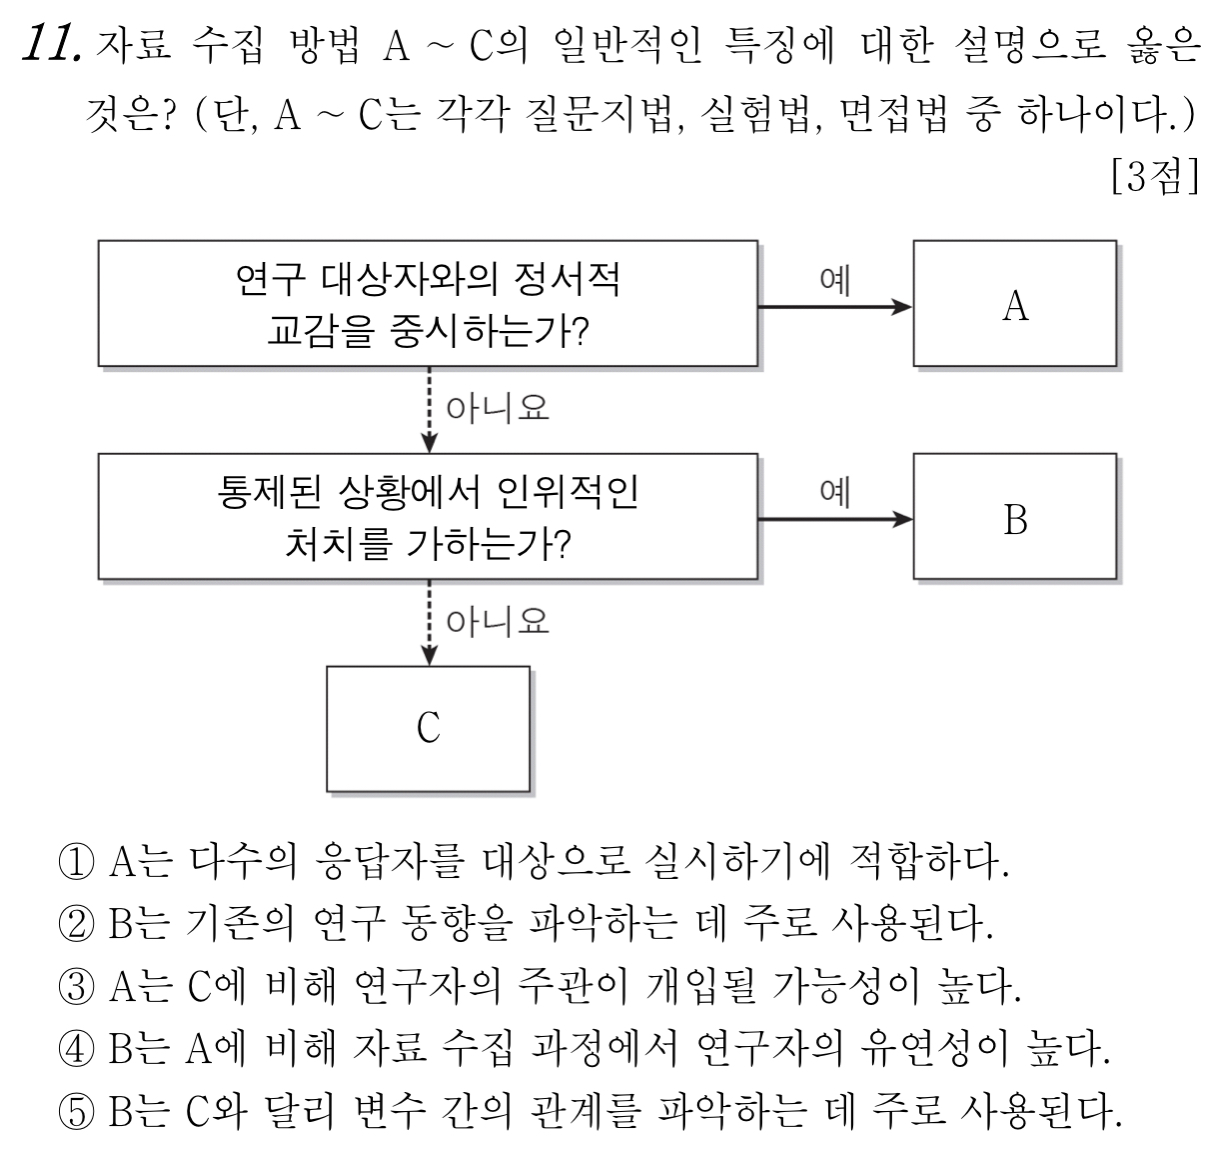 11. 자료 수집 방법 A ~ C의 일반적인 특징에 대한 설명으로 옳은
것은? (단, A ~ C는 각각 질문지법, 실험법, 면접법 중 하나이다.)
[3점]
연구 대상자와의 정서적
교감을 중시하는가?
예
A
아니요
통제된 상황에서 인위적인
처치를 가하는가?
예
B
아니요
C
① A는 다수의 응답자를 대상으로 실시하기에 적합하다.
② B는 기존의 연구 동향을 파악하는 데 주로 사용된다.
③ A는 C에 비해 연구자의 주관이 개입될 가능성이 높다.
④ B는 A에 비해 자료 수집 과정에서 연구자의 유연성이 높다.
⑤ B는 C와 달리 변수 간의 관계를 파악하는 데 주로 사용된다.